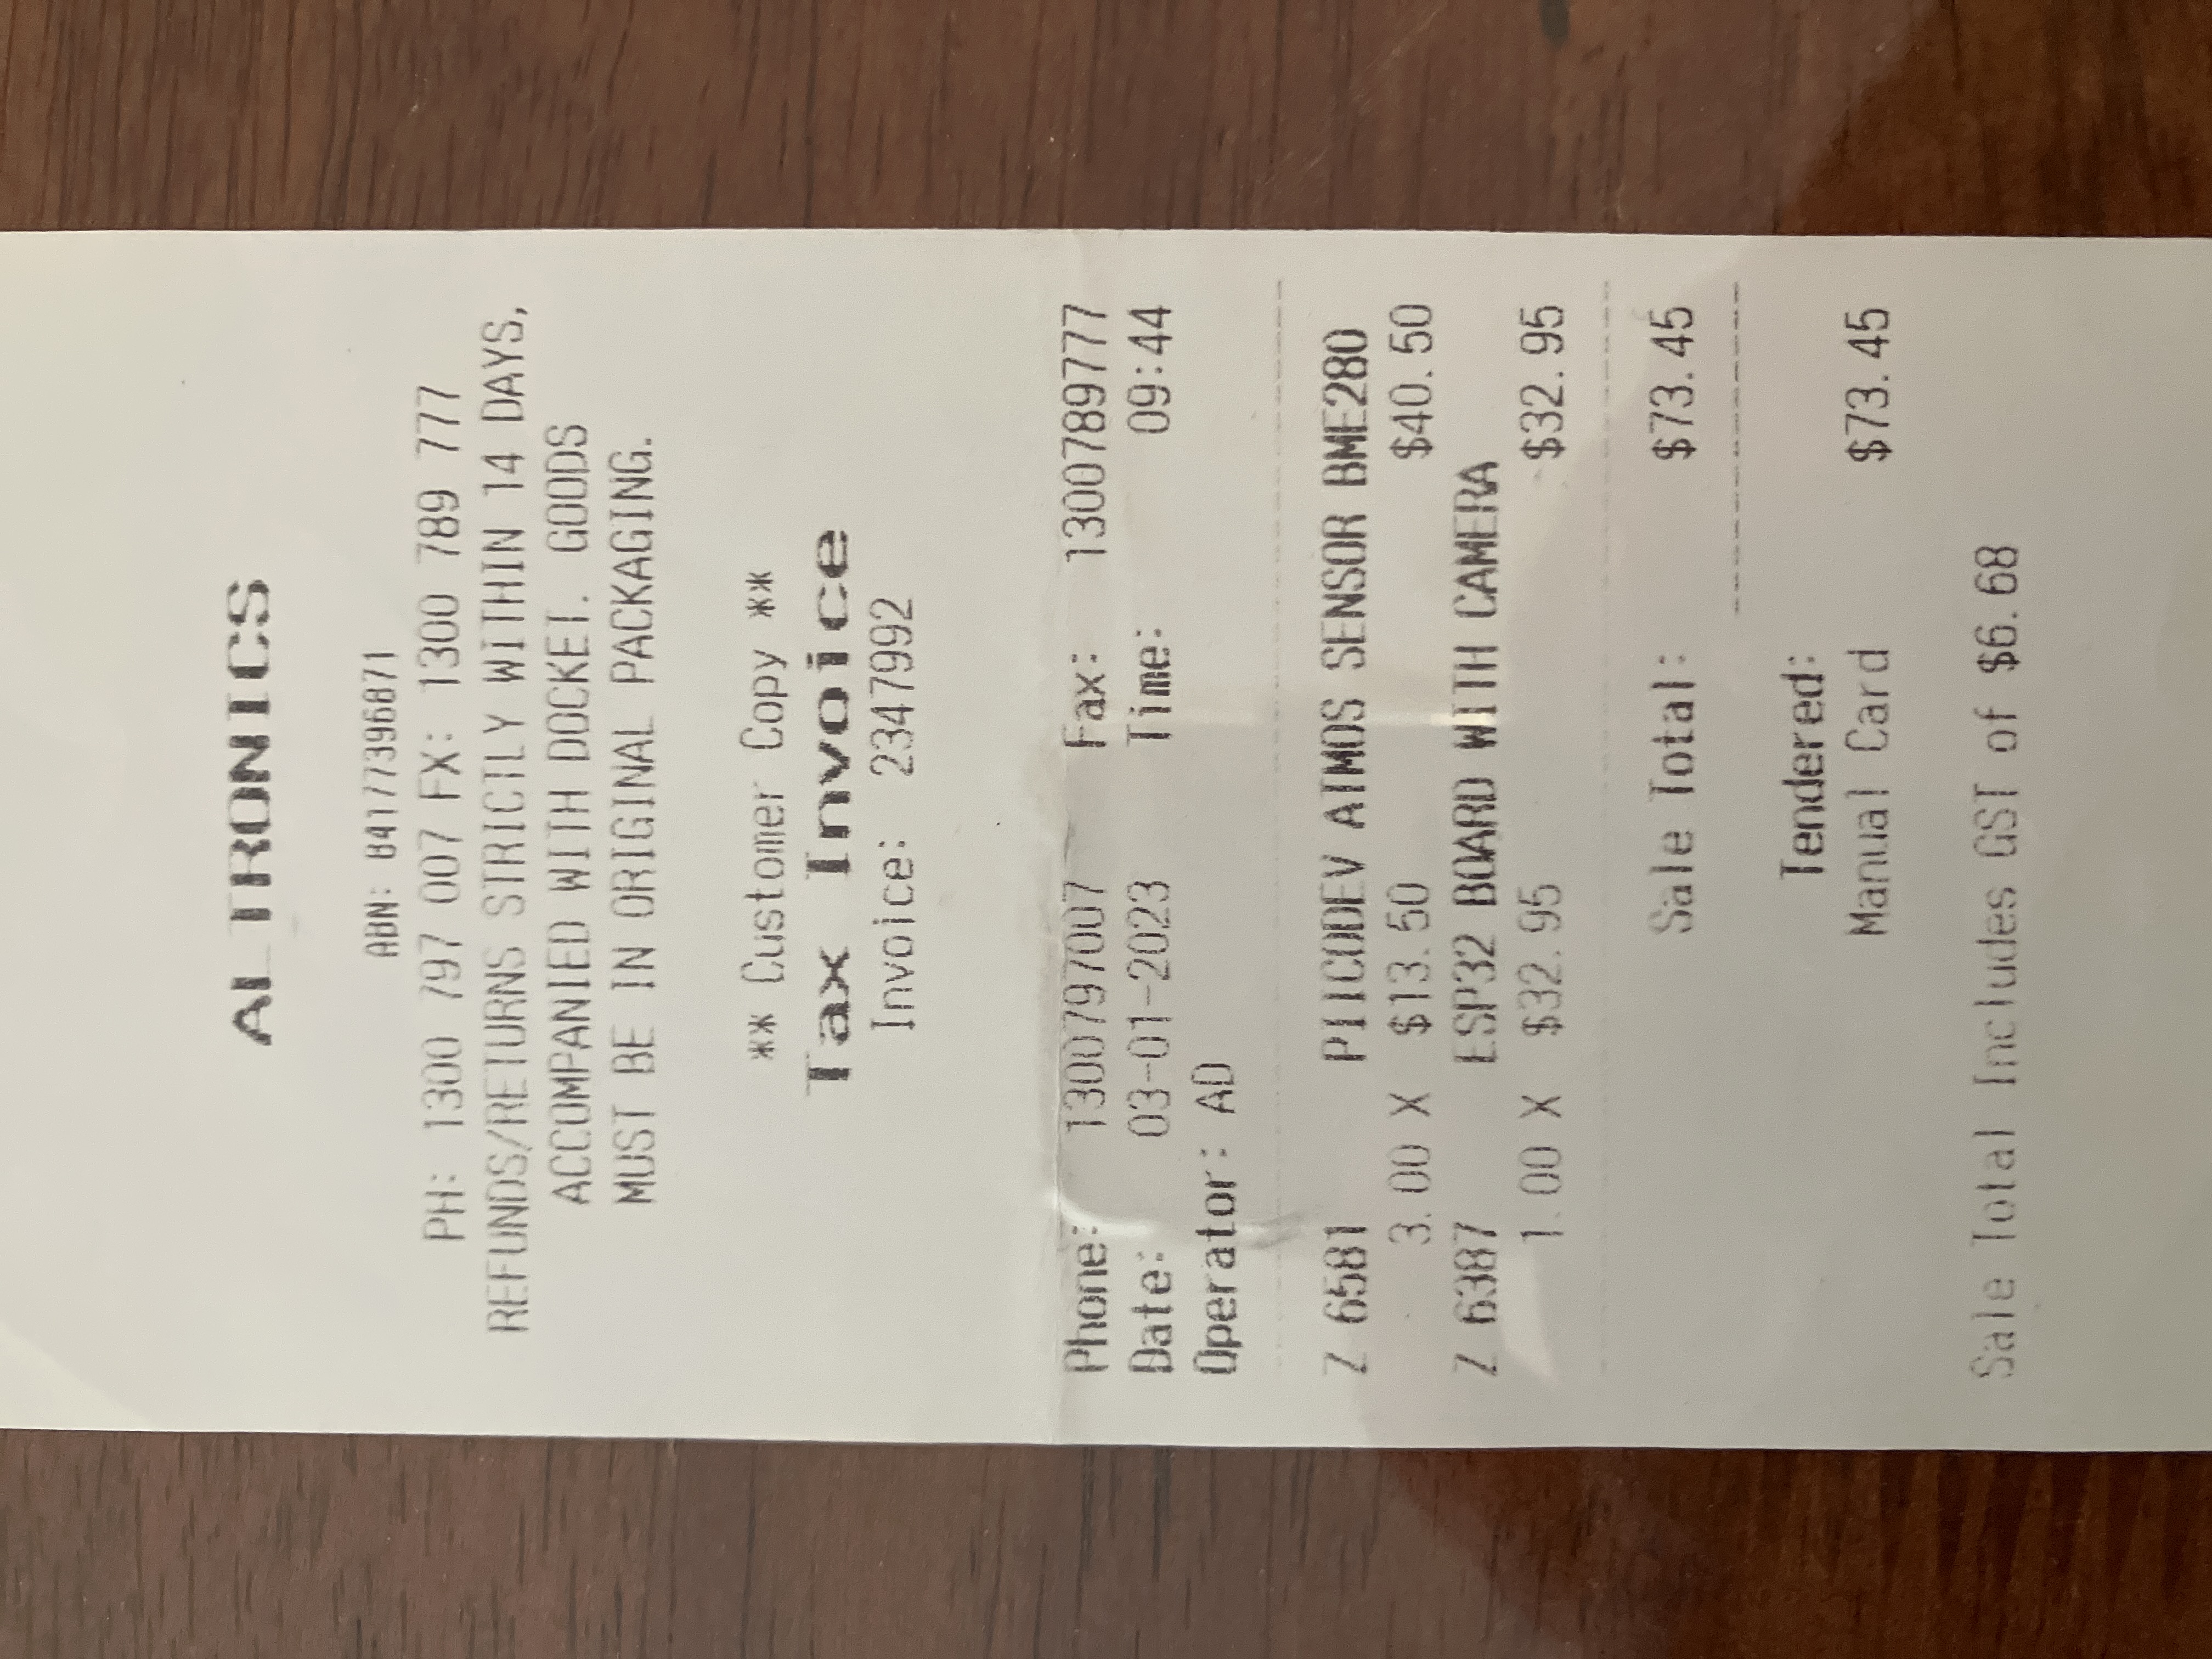 ALTRONICS
ABN: 84177396871
PH: 1300 797 007 FX: 1300 789 777
REFUNDS/RETURNS STRICTLY WITHIN 14 DAYS,
ACCOMPANIED WITH DOCKET. GOODS
MUST BE IN ORIGINAL PACKAGING.
** Customer Copy **
Tax Invoice
Invoice: 2347992
Phone: 1300797007 Fax: 1300789777
Date: 03-01-2023 Time: 09:44
Operator: AD
Z 6581 PIICODEV ATMOS SENSOR BME280
3.00 X $13.50 $40.50
Z 6387 ESP32 BOARD WITH CAMERA
1.00 X $32.95 $32.95
Sale Total: $73.45
Tendered:
Manual Card $73.45
Sale Total Includes GST of $6.68